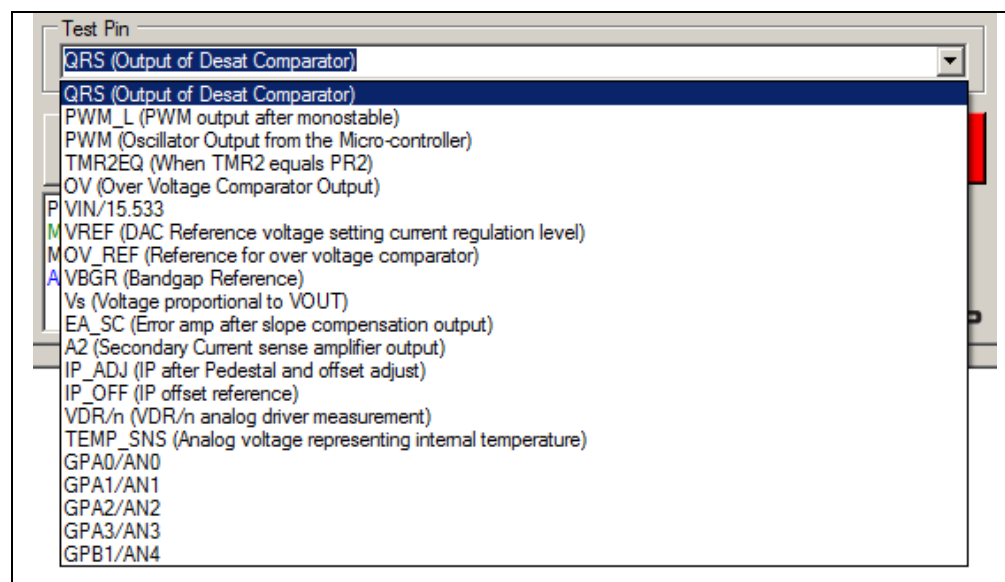 Test Pin
QRS (Output of Desat Comparator)
QRS (Output of Desat Comparator)
PWM_L (PWM output after monostable)
PWM (Oscillator Output from the Micro-controller)
TMR2EQ (When TMR2 equals PR2)
OV (Over Voltage Comparator Output)
P VIN/15.533
M VREF (DAC Reference voltage setting current regulation level)
M OV_REF (Reference for over voltage comparator)
A VBGR (Bandgap Reference)
Vs (Voltage proportional to VOUT)
EA_SC (Error amp after slope compensation output)
A2 (Secondary Current sense amplifier output)
IP_ADJ (IP after Pedestal and offset adjust)
IP_OFF (IP offset reference)
VDR/n (VDR/n analog driver measurement)
TEMP_SNS (Analog voltage representing internal temperature)
GPA0/AN0
GPA1/AN1
GPA2/AN2
GPA3/AN3
GPB1/AN4